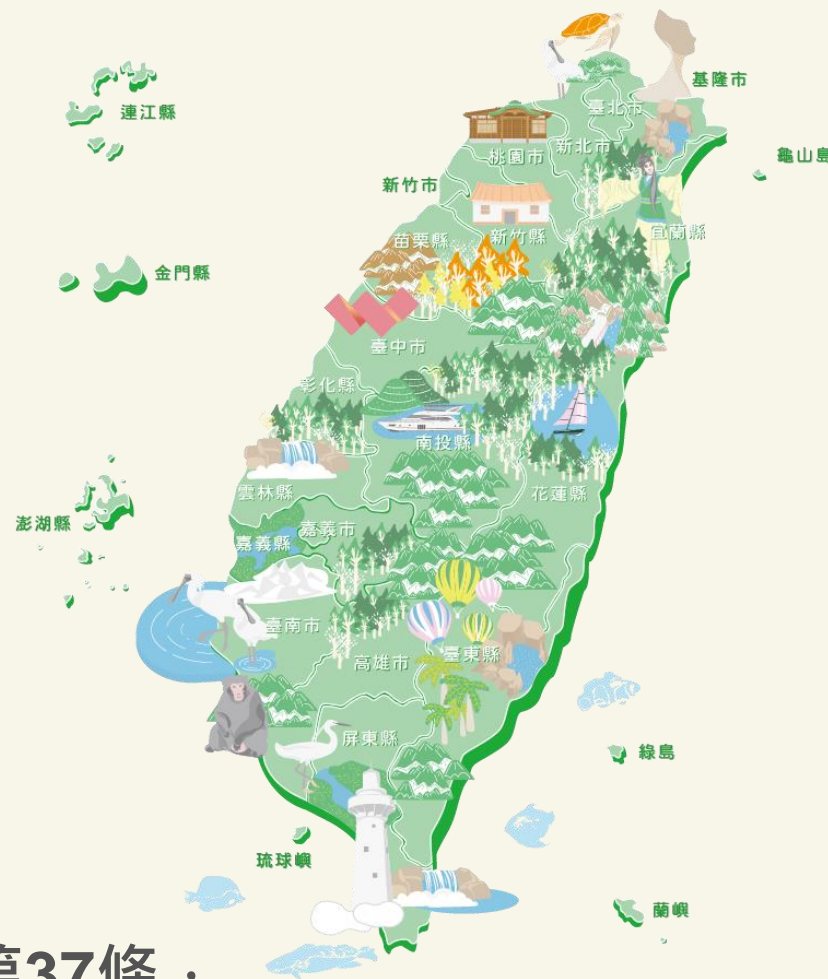 基隆市
連江縣
臺北市
新北市
桃園市
龜山島
新竹市
宜蘭縣
新竹縣
苗栗縣
金門縣
臺中市
彰化縣
南投縣
雲林縣
花蓮縣
澎湖縣
嘉義市
嘉義縣
臺南市
臺東縣
高雄市
屏東縣
綠島
琉球嶼
蘭嶼
第37條，